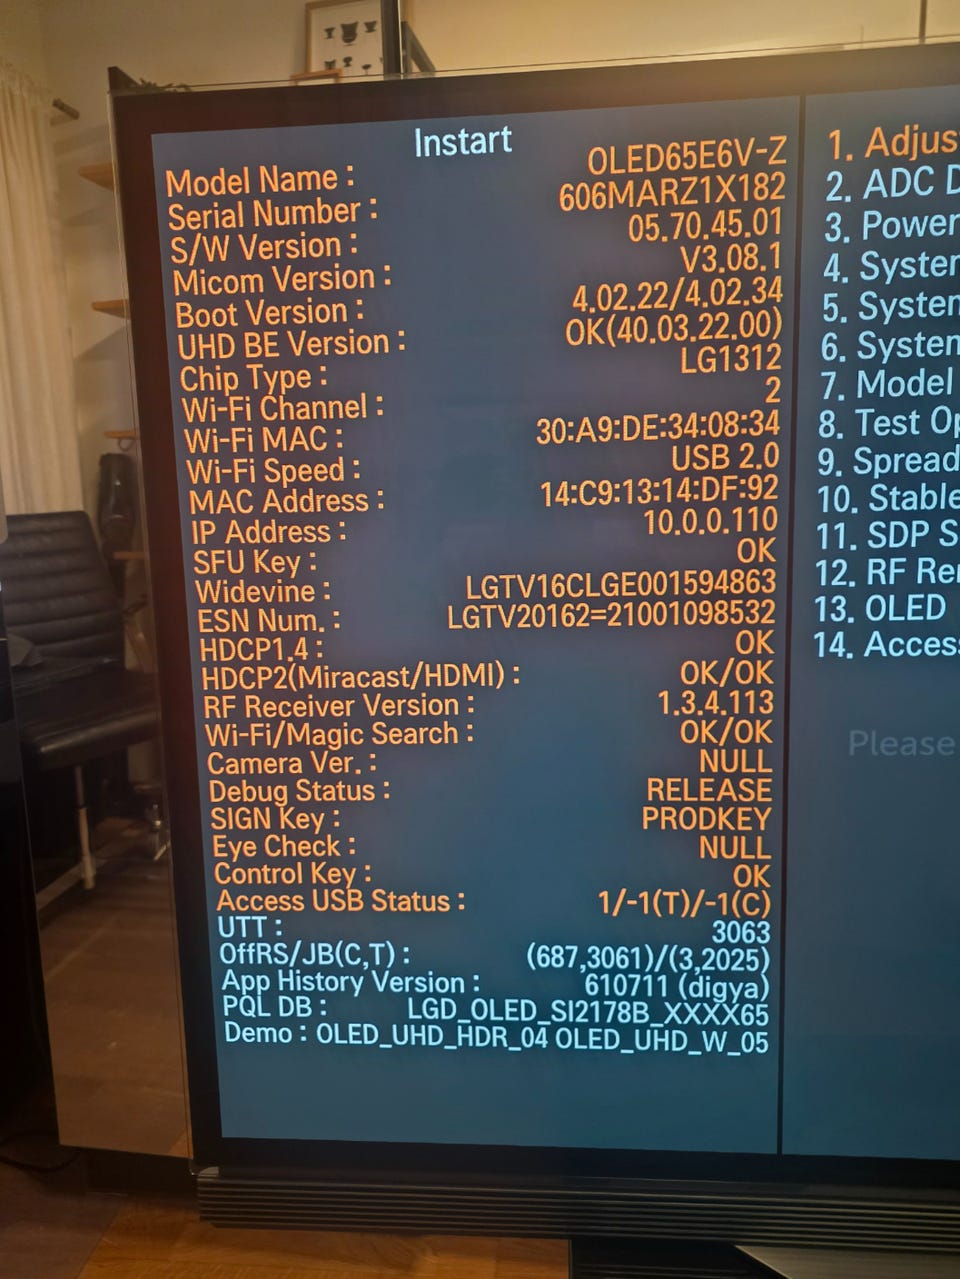 Instart
Model Name : OLED65E6V-Z
Serial Number : 606MARZ1X182
S/W Version : 05.70.45.01
Micom Version : V3.08.1
Boot Version : 4.02.22/4.02.34
UHD BE Version : OK(40.03.22.00)
Chip Type : LG1312
Wi-Fi Channel : 2
Wi-Fi MAC : 30:A9:DE:34:08:34
Wi-Fi Speed : USB 2.0
MAC Address : 14:C9:13:14:DF:92
IP Address : 10.0.0.110
SFU Key : OK
Widevine : LGTV16CLGE001594863
ESN Num. : LGTV20162=21001098532
HDCP1.4 : OK
HDCP2(Miracast/HDMI) : OK/OK
RF Receiver Version : 1.3.4.113
Wi-Fi/Magic Search : OK/OK
Camera Ver. : NULL
Debug Status : RELEASE
SIGN Key : PRODKEY
Eye Check : NULL
Control Key : OK
Access USB Status : 1/-1(T)/-1(C)
UTT : 3063
OffRS/JB(C,T) : (687,3061)/(3,2025)
App History Version : 610711 (digya)
PQL DB : LGD_OLED_SI2178B_XXXX65
Demo : OLED_UHD_HDR_04 OLED_UHD_W_05
1. Adjus
2. ADC D
3. Power
4. System
5. System
6. System
7. Model
8. Test Op
9. Spread
10. Stable
11. SDP S
12. RF Re
13. OLED
14. Access
Please